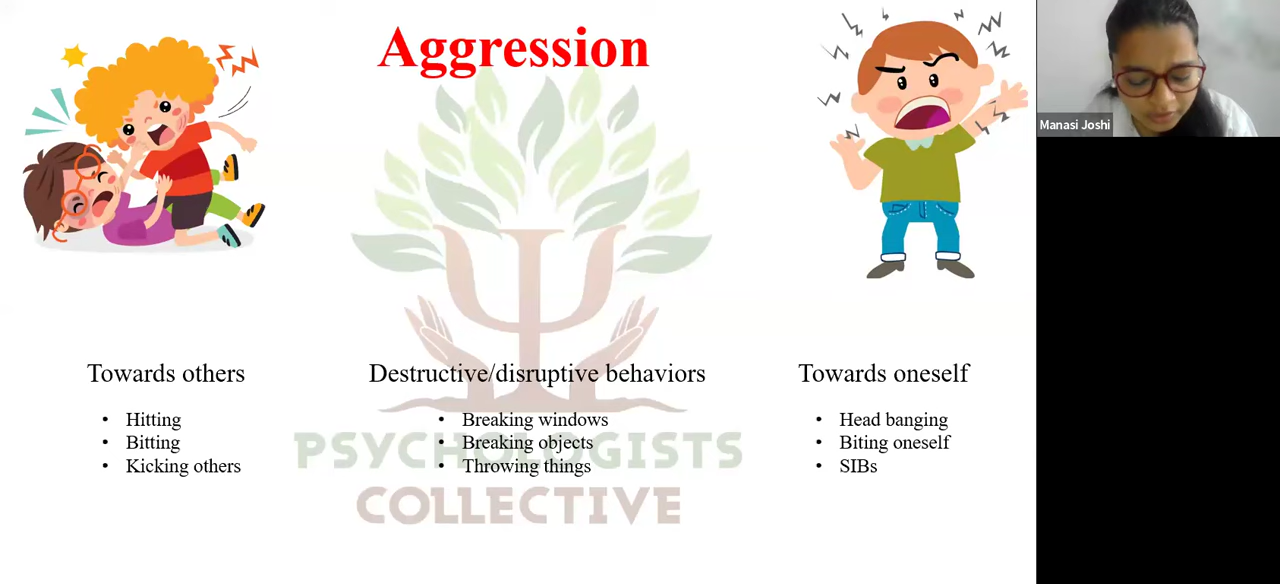 Aggression
Manasi Joshi
Towards others
• Hitting
• Bitting
• Kicking others
Destructive/disruptive behaviors
• Breaking windows
• Breaking objects
• Throwing things
Towards oneself
• Head banging
• Biting oneself
• SIBs
PSYCHOLOGISTS
COLLECTIVE